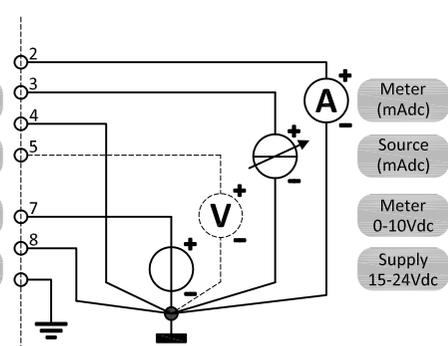 2
+
3
A
Meter
(mAdc)
4
+
−
5
Source
(mAdc)
−
+
V
Meter
0-10Vdc
7
+
−
8
Supply
15-24Vdc
−